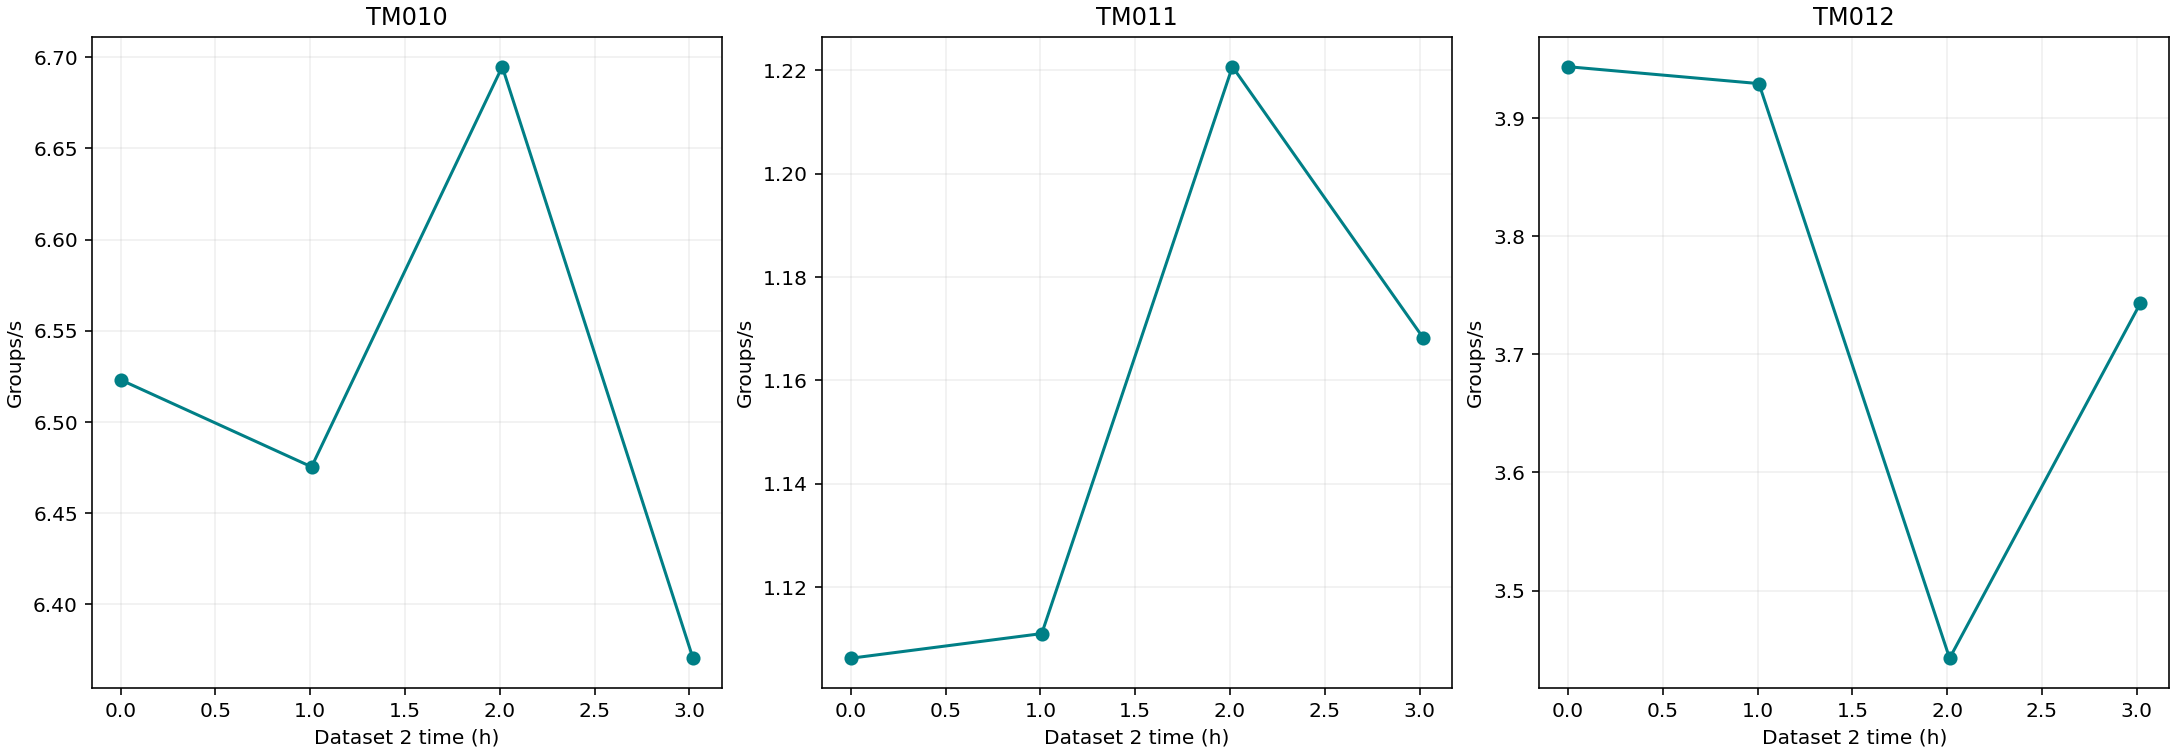 TM010
Groups/s
6.70
6.65
6.60
6.55
6.50
6.45
6.40
0.0 0.5 1.0 1.5 2.0 2.5 3.0
Dataset 2 time (h)
TM011
Groups/s
1.22
1.20
1.18
1.16
1.14
1.12
0.0 0.5 1.0 1.5 2.0 2.5 3.0
Dataset 2 time (h)
TM012
Groups/s
3.9
3.8
3.7
3.6
3.5
0.0 0.5 1.0 1.5 2.0 2.5 3.0
Dataset 2 time (h)